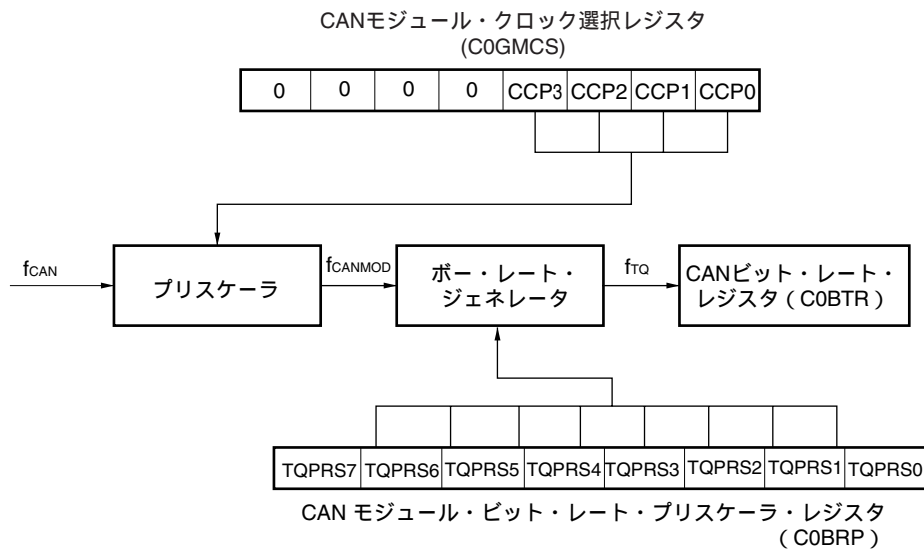 CANモジュール・クロック選択レジスタ
(C0GMCS)
0 0 0 0 CCP3 CCP2 CCP1 CCP0
fCAN
プリスケーラ
fCANMOD
ボー・レート・
ジェネレータ
fTQ
CANビット・レート・
レジスタ（C0BTR）
TQPRS7 TQPRS6 TQPRS5 TQPRS4 TQPRS3 TQPRS2 TQPRS1 TQPRS0
CAN モジュール・ビット・レート・プリスケーラ・レジスタ
（C0BRP）